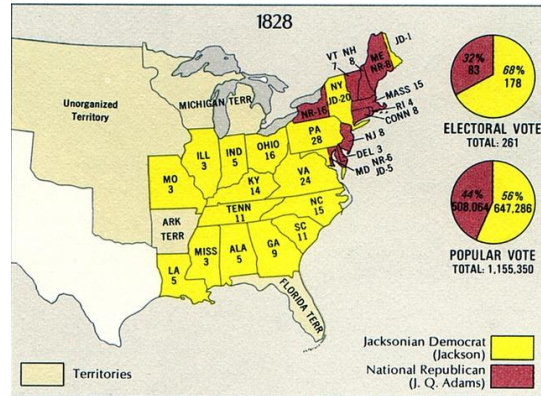 1828
Unorganized
Territory
MICHIGAN TERR
VT
7
NH
8
ME
NR-8
JD-1
NY
JD-20
NR-16
MASS 15
RI 4
CONN 8
NJ 8
DEL 3
MD NR-6
JD-5
PA
28
OHIO
16
IND
5
ILL
3
MO
3
KY
14
VA
24
NC
15
TENN
11
SC
11
ARK
TERR
MISS
3
ALA
5
GA
9
LA
5
FLORIDA TERR
32%
83
68%
178
ELECTORAL VOTE
TOTAL: 261
44%
508,064
56%
647,286
POPULAR VOTE
TOTAL: 1,155,350
Jacksonian Democrat
(Jackson)
National Republican
(J. Q. Adams)
Territories